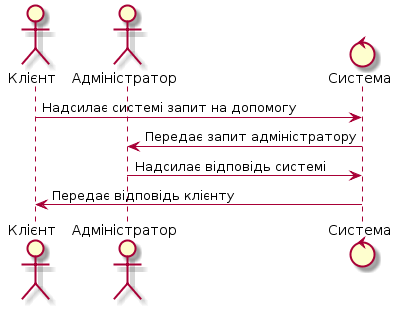 Клієнт Адміністратор Система
Надсилає системі запит на допомогу
Передає запит адміністратору
Надсилає відповідь системі
Передає відповідь клієнту
Клієнт Адміністратор Система